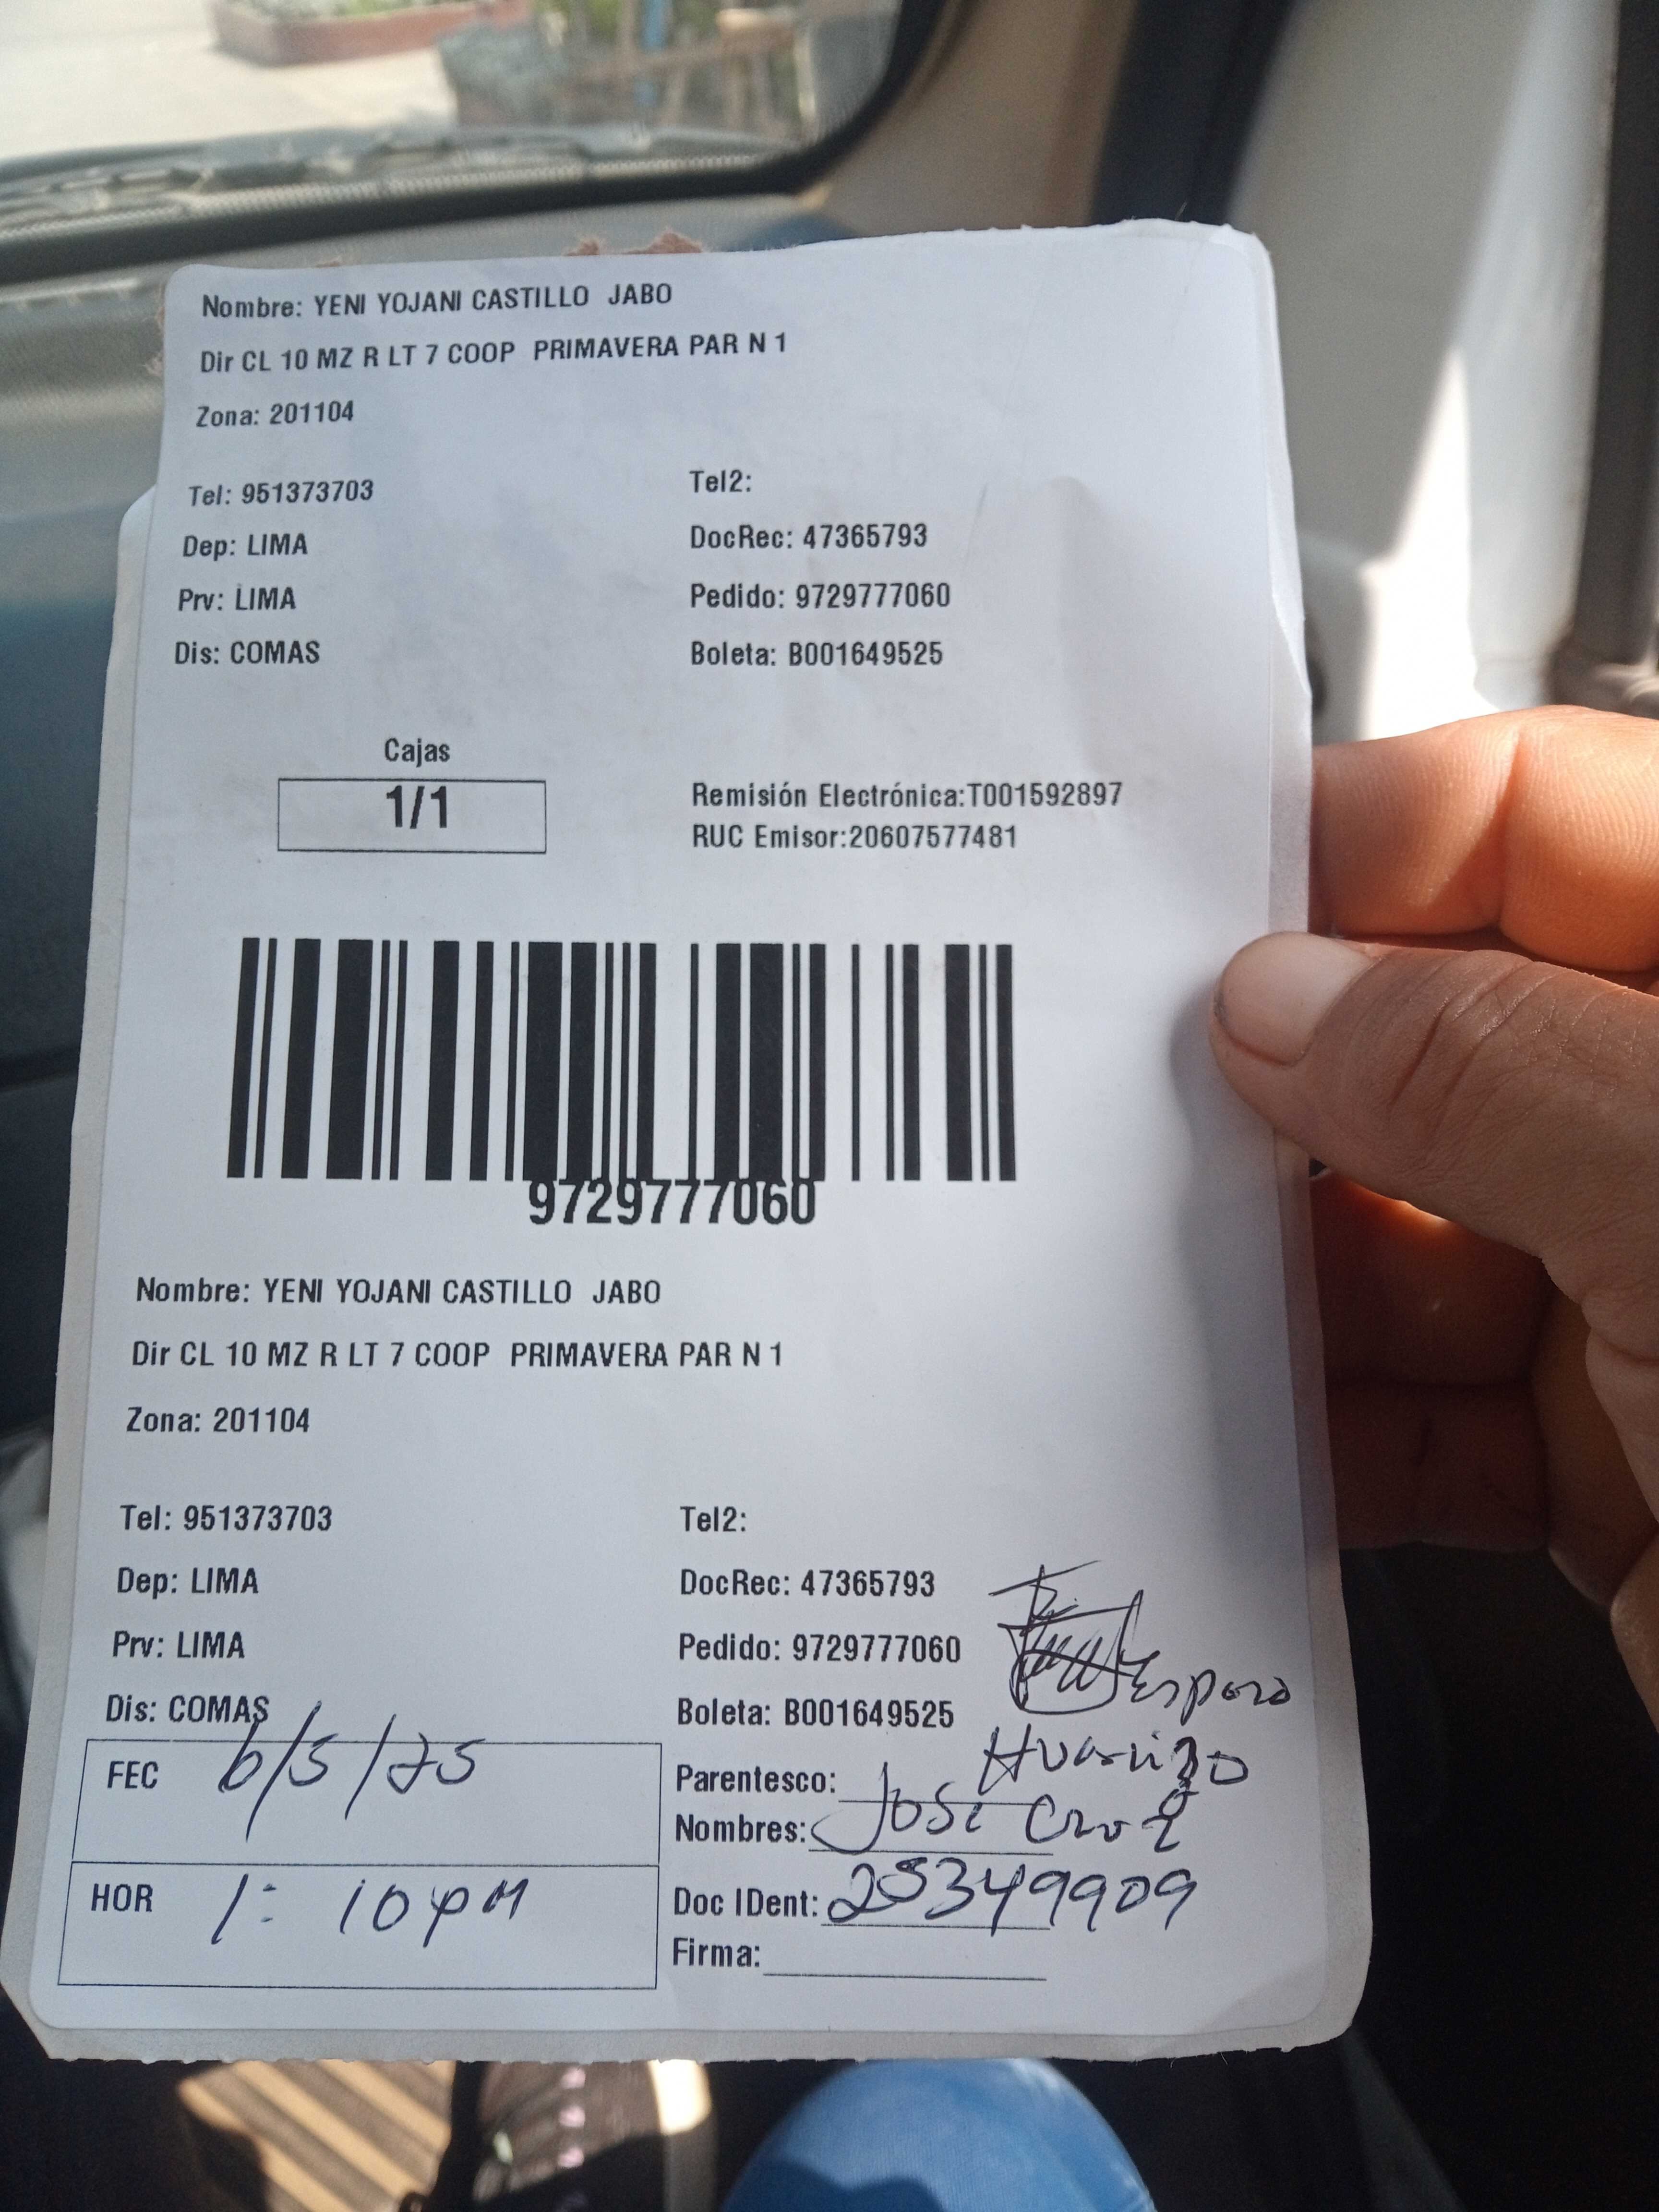 Nombre: YENI YOJANI CASTILLO  JABO
Dir CL 10 MZ R LT 7 COOP  PRIMAVERA PAR N 1
Zona: 201104
Tel: 951373703 Tel2:
Dep: LIMA DocRec: 47365793
Prv: LIMA Pedido: 9729777060
Dis: COMAS Boleta: B001649525
Cajas
1/1
Remisión Electrónica:T001592897
RUC Emisor:20607577481
9729777060
Nombre: YENI YOJANI CASTILLO  JABO
Dir CL 10 MZ R LT 7 COOP  PRIMAVERA PAR N 1
Zona: 201104
Tel: 951373703 Tel2:
Dep: LIMA DocRec: 47365793
Prv: LIMA Pedido: 9729777060
Esposo
Dis: COMAS Boleta: B001649525
FEC 6/5/25
Parentesco:
Nombres: José Cruz
HOR 1:10 pM
Doc IDent: 25349909
Firma: